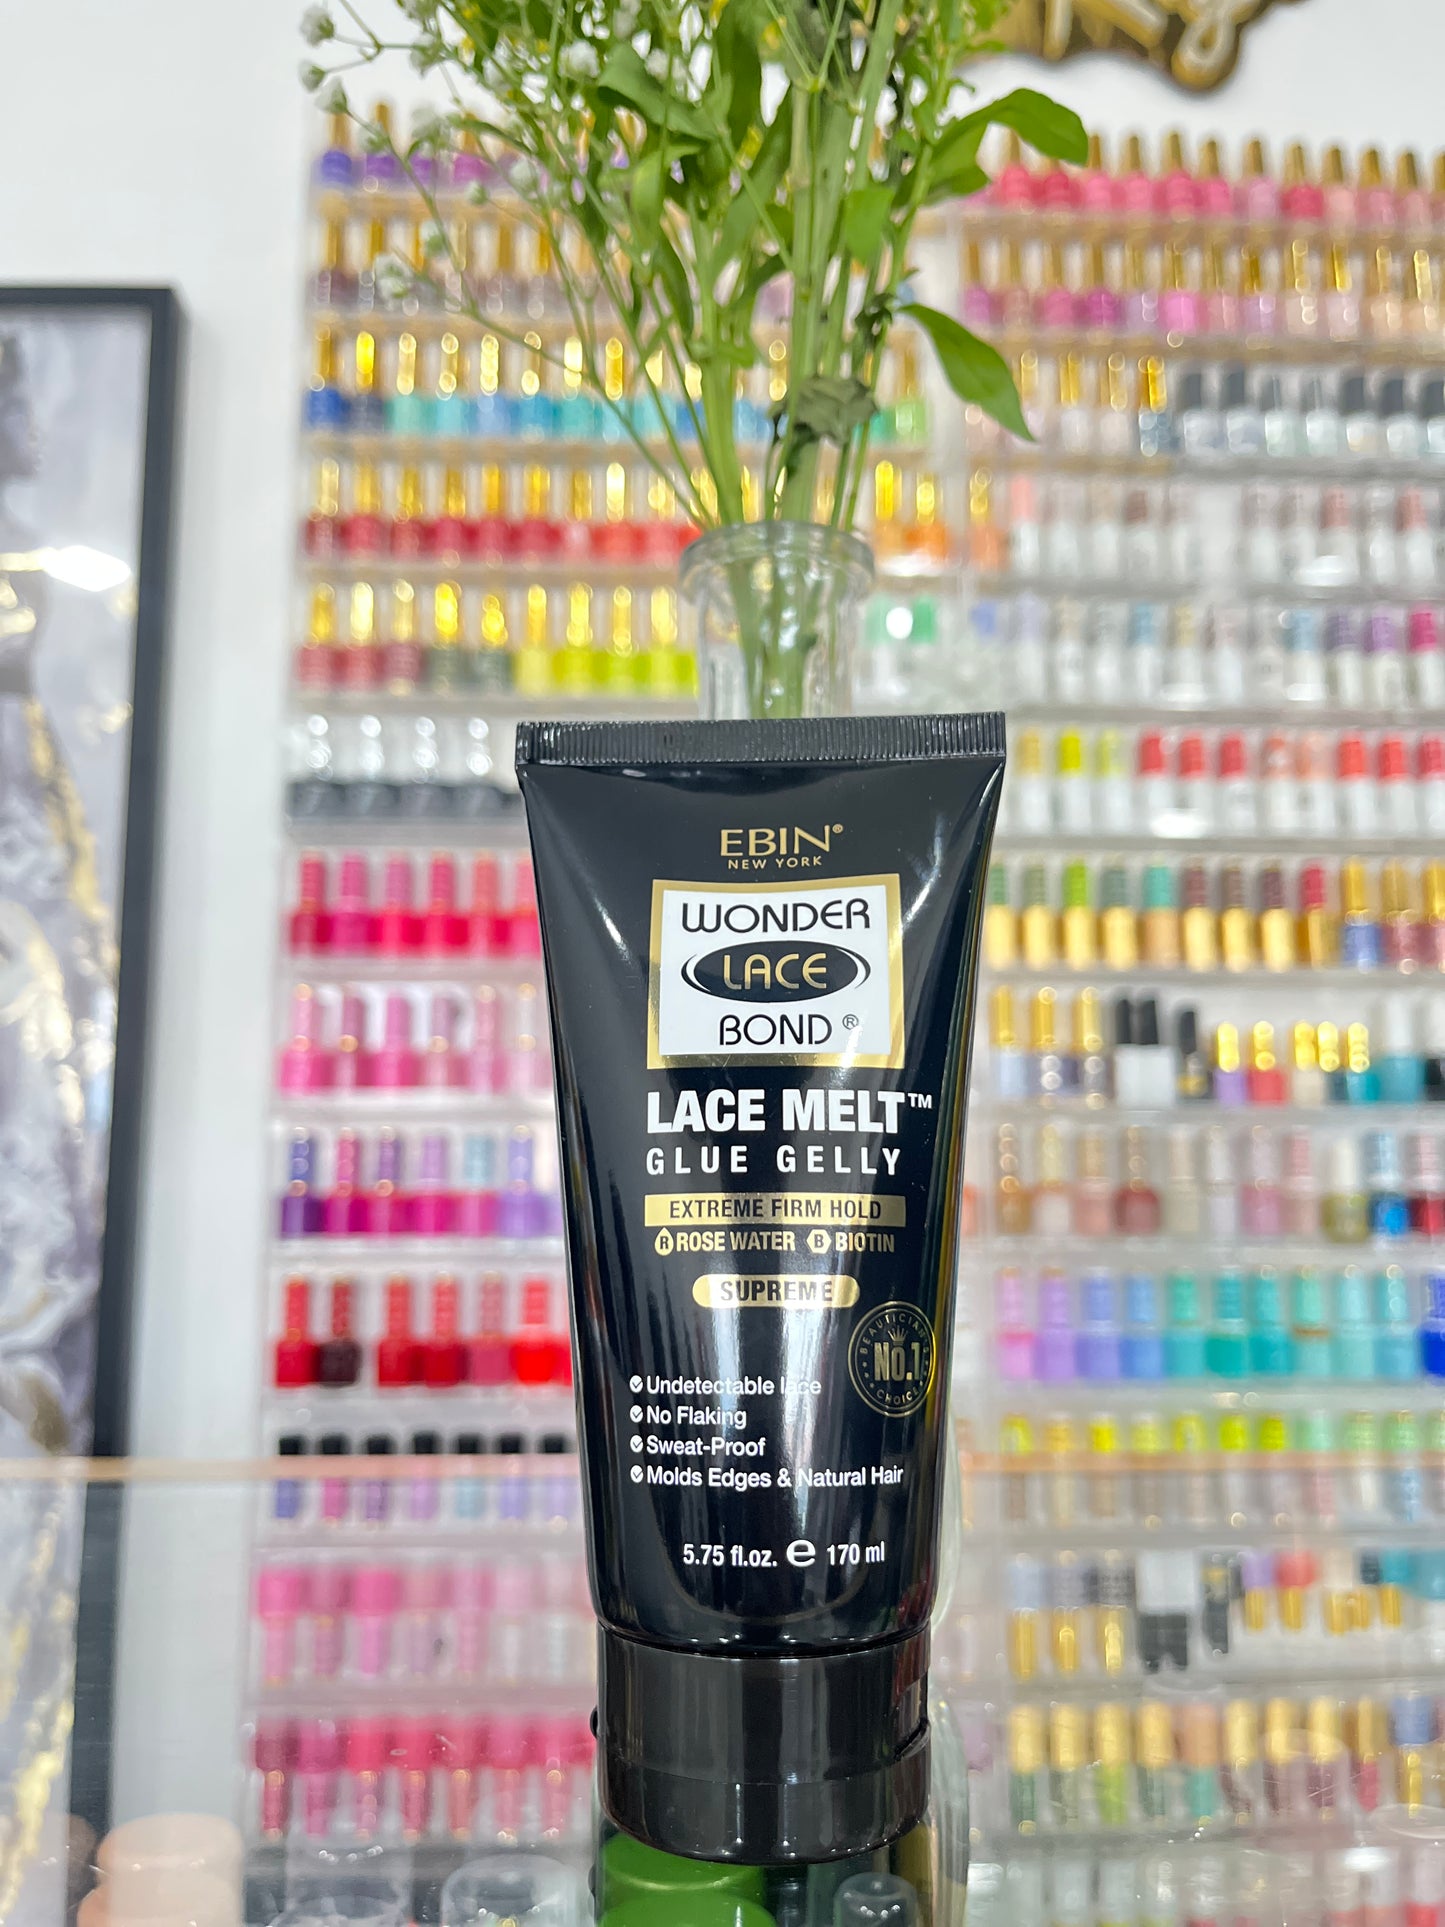 EBIN®
NEW YORK
WONDER
LACE
BOND ®
LACE MELT™
GLUE GELLY
EXTREME FIRM HOLD
R ROSE WATER B BIOTIN
SUPREME
BEAUTICIAN'S
NO.1
CHOICE
Undetectable lace
No Flaking
Sweat-Proof
Molds Edges & Natural Hair
5.75 fl.oz. e 170 ml